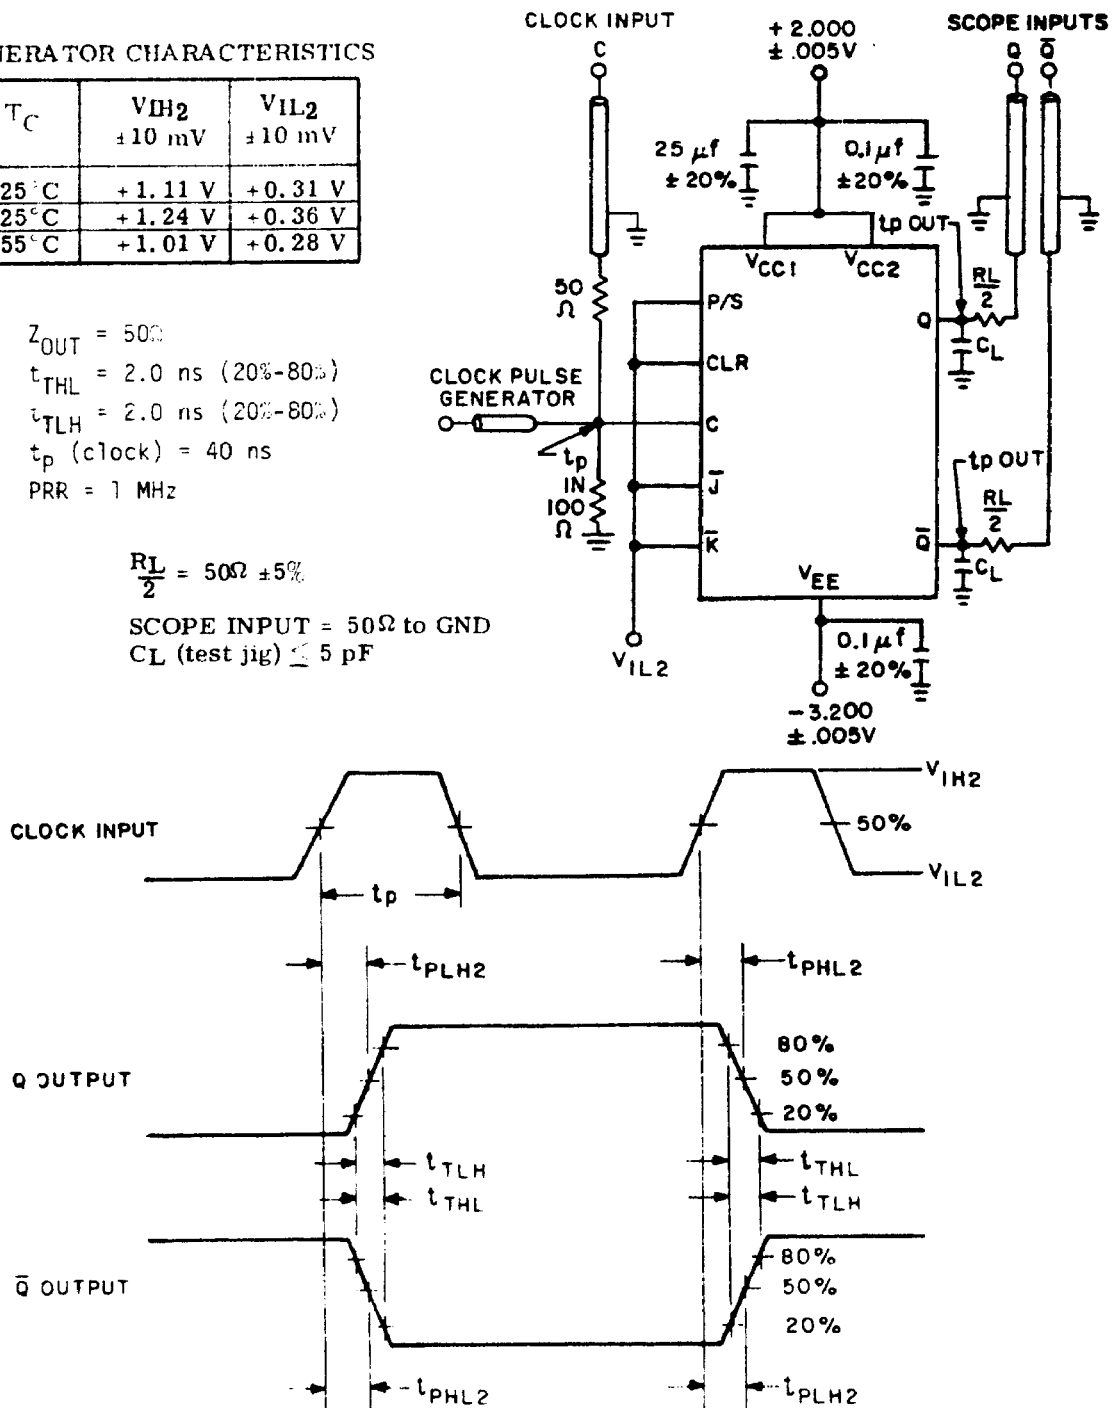 NERATOR CHARACTERISTICS
TC
VIH2
±10 mV
VIL2
±10 mV
25°C
+1.11 V
+0.31 V
25°C
+1.24 V
+0.36 V
55°C
+1.01 V
+0.28 V
ZOUT = 50Ω
tTHL = 2.0 ns (20%-80%)
tTLH = 2.0 ns (20%-80%)
tp (clock) = 40 ns
PRR = 1 MHz
RL/2 = 50Ω ±5%
SCOPE INPUT = 50Ω to GND
CL (test jig) ≤ 5 pF
CLOCK INPUT
C
+2.000
±.005V
SCOPE INPUTS
Q Q̅
25 μf
±20%
0.1μf
±20%
tp OUT
VCC1
VCC2
RL/2
50
Ω
P/S
Q
CL
CLR
CLOCK PULSE
GENERATOR
C
tp
IN
100
Ω
J̅
tp OUT
RL/2
K̅
Q̅
CL
VEE
VIL2
0.1μf
±20%
-3.200
±.005V
CLOCK INPUT
VIH2
50%
VIL2
tp
tPLH2
tPHL2
Q OUTPUT
80%
50%
20%
tTLH
tTHL
tTHL
tTLH
Q̅ OUTPUT
80%
50%
20%
tPHL2
tPLH2